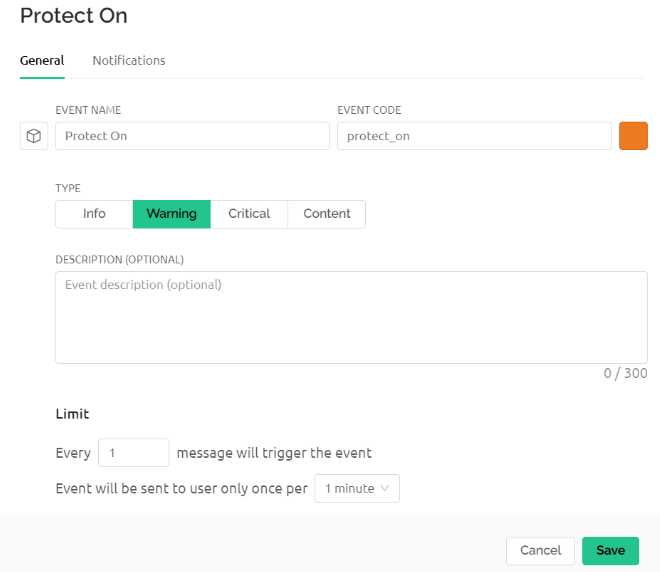 Protect On
General Notifications
EVENT NAME EVENT CODE
Protect On protect_on
TYPE
Info Warning Critical Content
DESCRIPTION (OPTIONAL)
Event description (optional)
0 / 300
Limit
Every 1 message will trigger the event
Event will be sent to user only once per 1 minute
Cancel Save